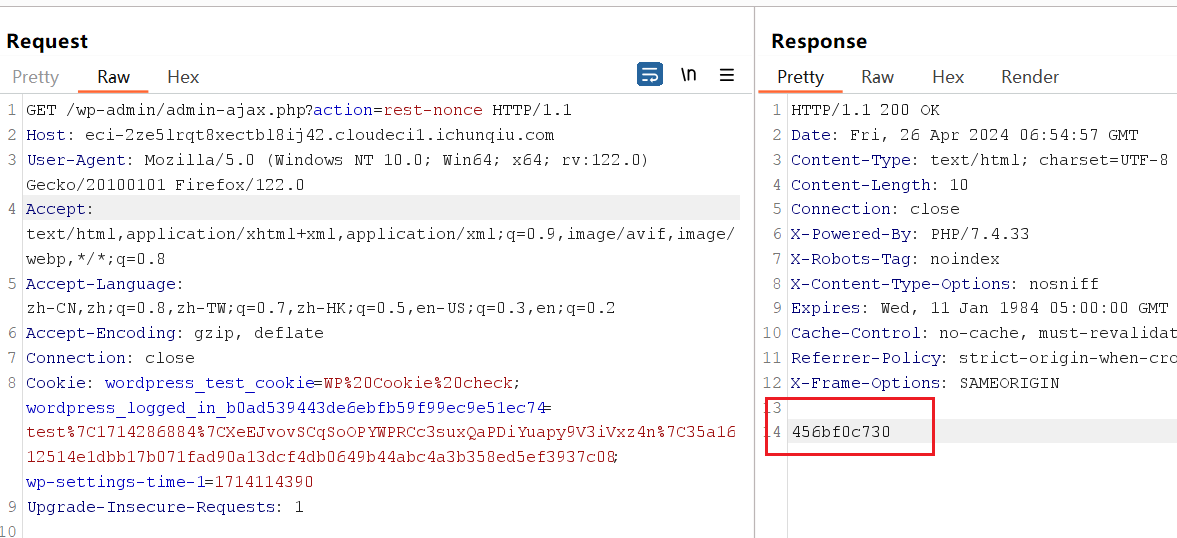 Request
Pretty Raw Hex \n
1 GET /wp-admin/admin-ajax.php?action=rest-nonce HTTP/1.1
2 Host: eci-2ze5lrqt8xectbl8ij42.cloudeci1.ichunqiu.com
3 User-Agent: Mozilla/5.0 (Windows NT 10.0; Win64; x64; rv:122.0)
Gecko/20100101 Firefox/122.0
4 Accept:
text/html,application/xhtml+xml,application/xml;q=0.9,image/avif,image/
webp,*/*;q=0.8
5 Accept-Language:
zh-CN,zh;q=0.8,zh-TW;q=0.7,zh-HK;q=0.5,en-US;q=0.3,en;q=0.2
6 Accept-Encoding: gzip, deflate
7 Connection: close
8 Cookie: wordpress_test_cookie=WP%20Cookie%20check;
wordpress_logged_in_b0ad539443de6ebfb59f99ec9e51ec74=
test%7C1714286884%7CXeEJvovSCqSoOPYWPRCc3suxQaPDiYuapy9V3iVxz4n%7C35a16
12514e1dbb17b071fad90a13dcf4db0649b44abc4a3b358ed5ef3937c08;
wp-settings-time-1=1714114390
9 Upgrade-Insecure-Requests: 1
10
Response
Pretty Raw Hex Render
1 HTTP/1.1 200 OK
2 Date: Fri, 26 Apr 2024 06:54:57 GMT
3 Content-Type: text/html; charset=UTF-8
4 Content-Length: 10
5 Connection: close
6 X-Powered-By: PHP/7.4.33
7 X-Robots-Tag: noindex
8 X-Content-Type-Options: nosniff
9 Expires: Wed, 11 Jan 1984 05:00:00 GMT
10 Cache-Control: no-cache, must-revalidat
11 Referrer-Policy: strict-origin-when-cro
12 X-Frame-Options: SAMEORIGIN
13
14 456bf0c730